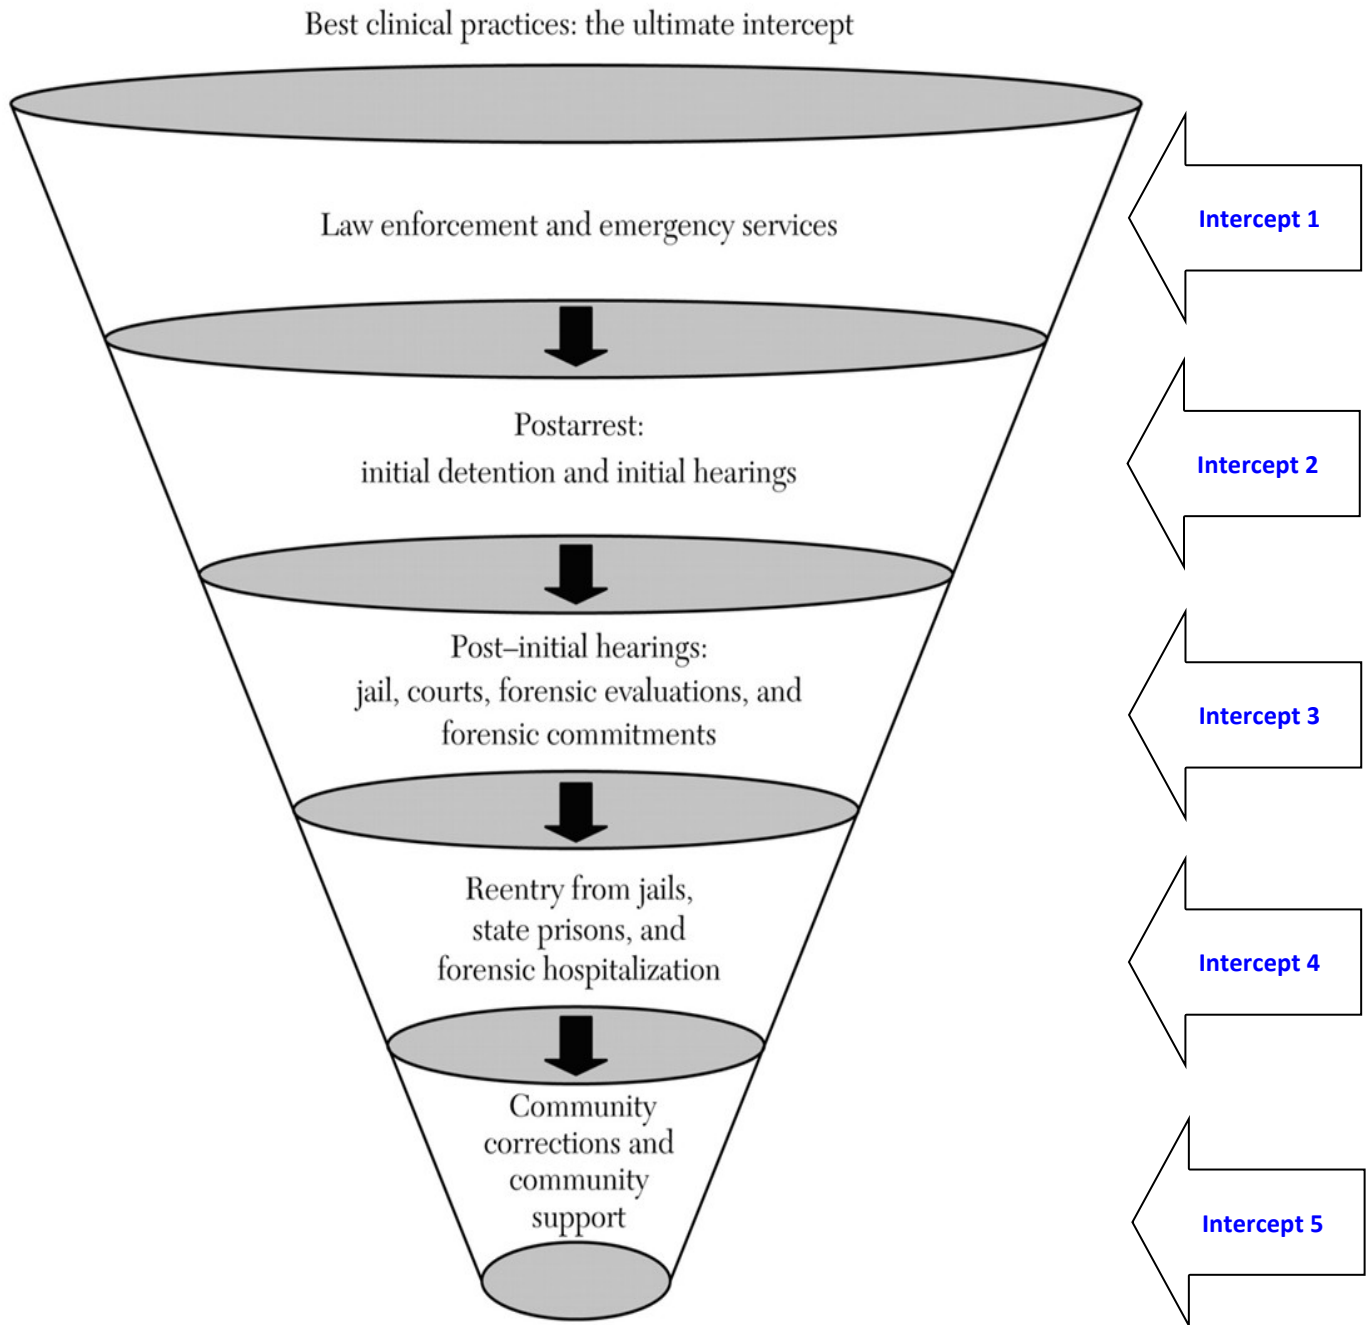 Best clinical practices: the ultimate intercept
Law enforcement and emergency services
Intercept 1
Postarrest:
initial detention and initial hearings
Intercept 2
Post–initial hearings:
jail, courts, forensic evaluations, and
forensic commitments
Intercept 3
Reentry from jails,
state prisons, and
forensic hospitalization
Intercept 4
Community
corrections and
community
support
Intercept 5